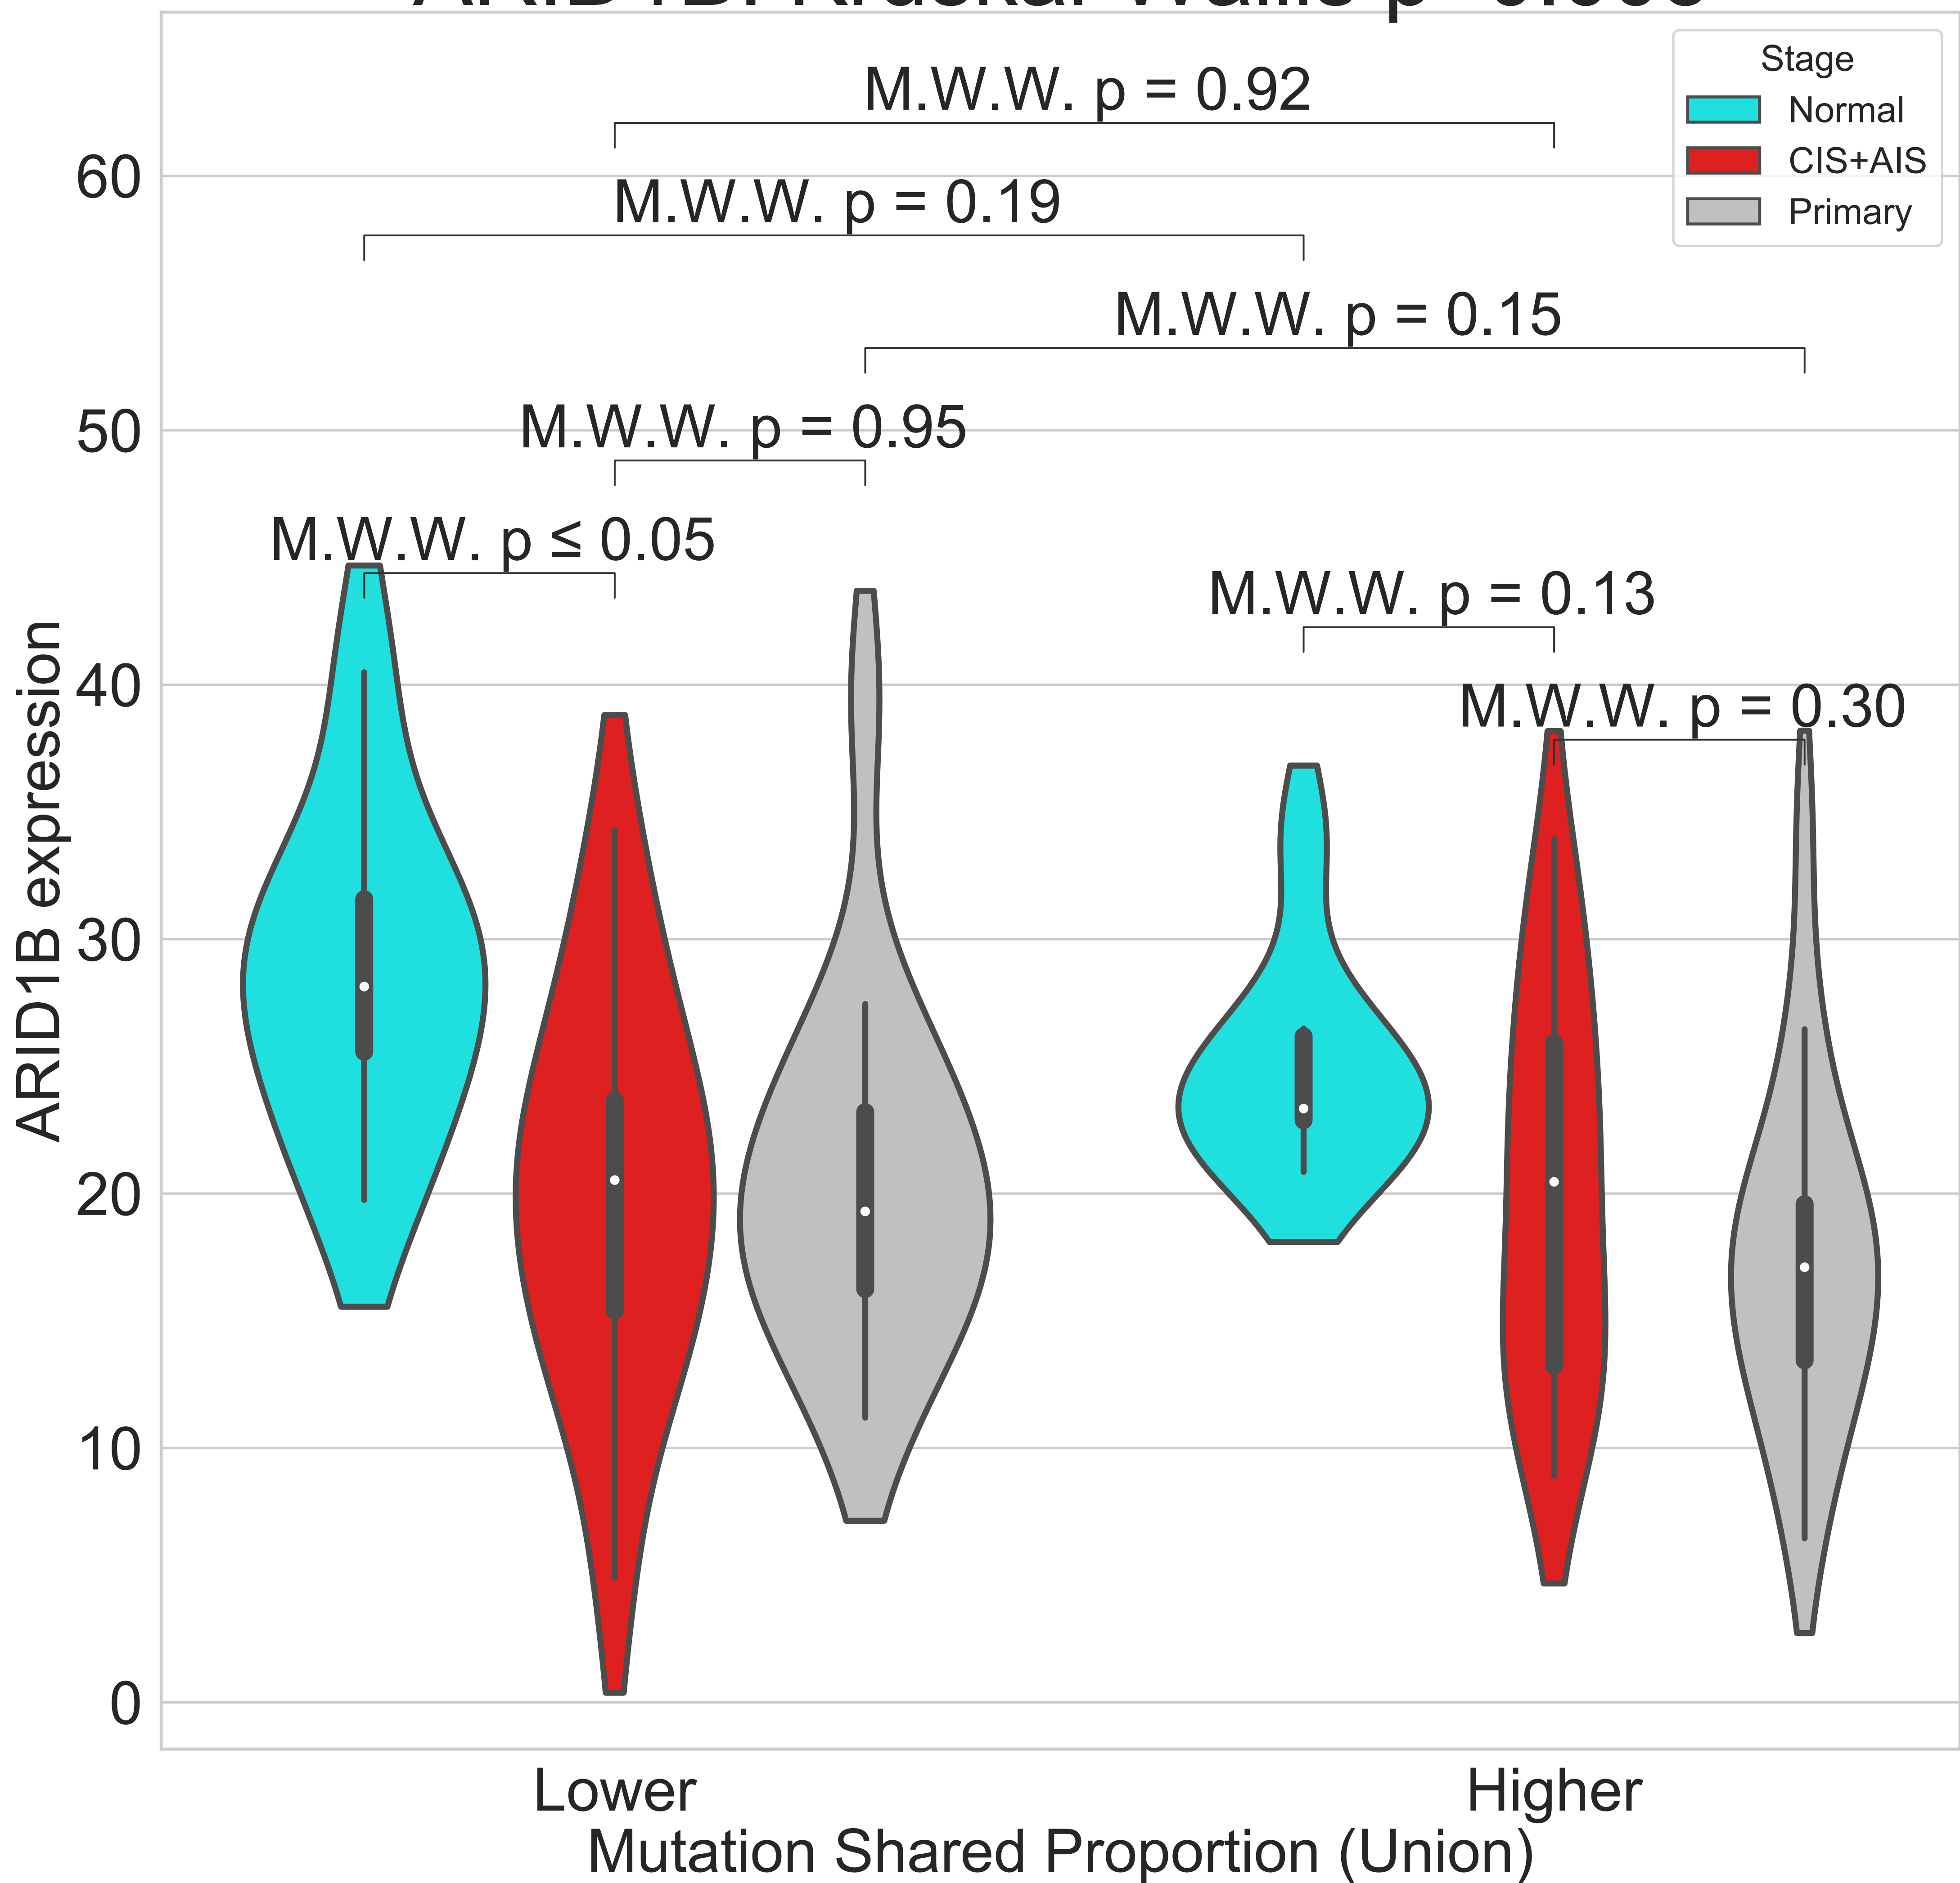 Stage
Normal
CIS+AIS
Primary
M.W.W. p = 0.92
M.W.W. p = 0.19
M.W.W. p = 0.15
M.W.W. p = 0.95
M.W.W. p ≤ 0.05
M.W.W. p = 0.13
M.W.W. p = 0.30
ARID1B expression
60
50
40
30
20
10
0
Lower
Higher
Mutation Shared Proportion (Union)